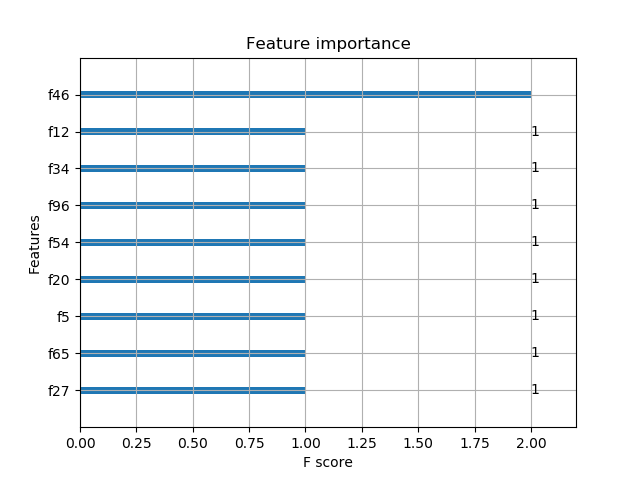 Feature importance
f46
f12 1
f34 1
f96 1
f54 1
f20 1
f5 1
f65 1
f27 1
Features
0.00 0.25 0.50 0.75 1.00 1.25 1.50 1.75 2.00
F score